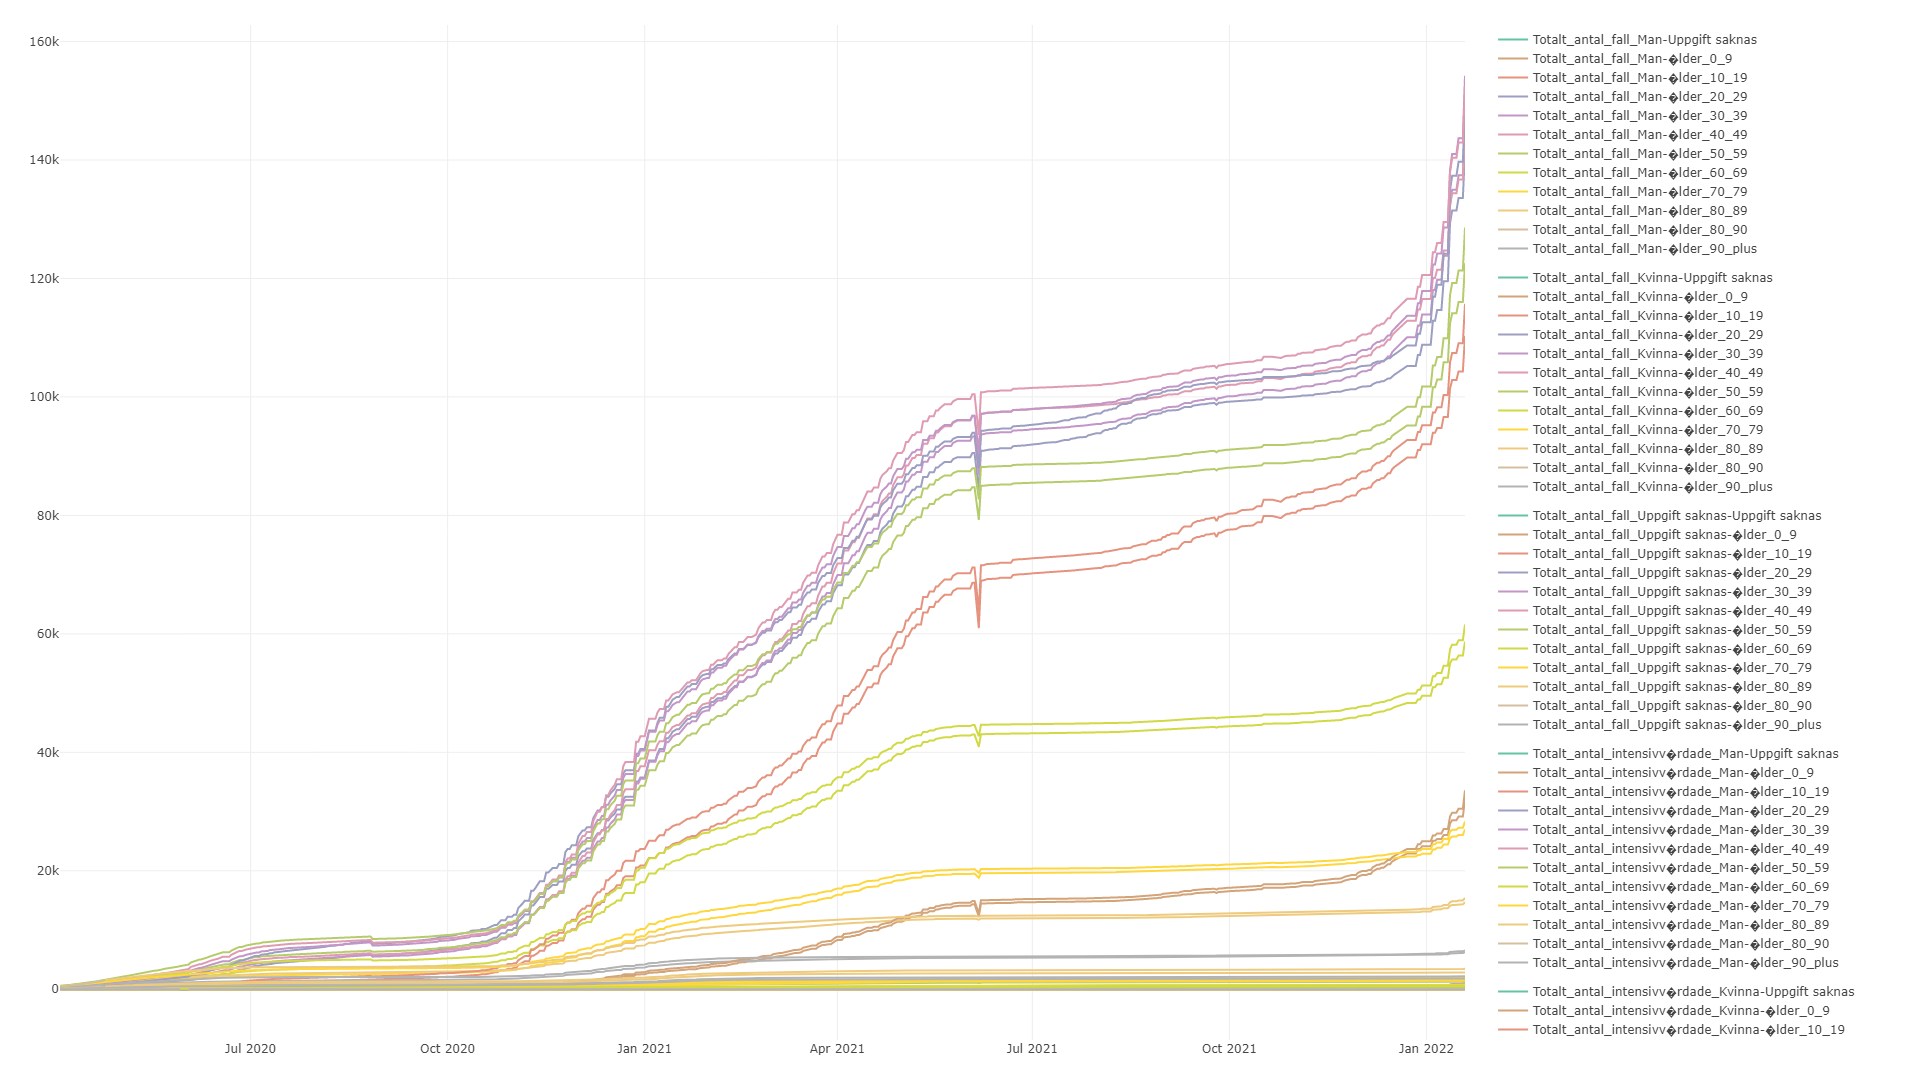 160k
140k
120k
100k
80k
60k
40k
20k
0
Jul 2020
Oct 2020
Jan 2021
Apr 2021
Jul 2021
Oct 2021
Jan 2022
Totalt_antal_fall_Man-Uppgift saknas
Totalt_antal_fall_Man-�lder_0_9
Totalt_antal_fall_Man-�lder_10_19
Totalt_antal_fall_Man-�lder_20_29
Totalt_antal_fall_Man-�lder_30_39
Totalt_antal_fall_Man-�lder_40_49
Totalt_antal_fall_Man-�lder_50_59
Totalt_antal_fall_Man-�lder_60_69
Totalt_antal_fall_Man-�lder_70_79
Totalt_antal_fall_Man-�lder_80_89
Totalt_antal_fall_Man-�lder_80_90
Totalt_antal_fall_Man-�lder_90_plus
Totalt_antal_fall_Kvinna-Uppgift saknas
Totalt_antal_fall_Kvinna-�lder_0_9
Totalt_antal_fall_Kvinna-�lder_10_19
Totalt_antal_fall_Kvinna-�lder_20_29
Totalt_antal_fall_Kvinna-�lder_30_39
Totalt_antal_fall_Kvinna-�lder_40_49
Totalt_antal_fall_Kvinna-�lder_50_59
Totalt_antal_fall_Kvinna-�lder_60_69
Totalt_antal_fall_Kvinna-�lder_70_79
Totalt_antal_fall_Kvinna-�lder_80_89
Totalt_antal_fall_Kvinna-�lder_80_90
Totalt_antal_fall_Kvinna-�lder_90_plus
Totalt_antal_fall_Uppgift saknas-Uppgift saknas
Totalt_antal_fall_Uppgift saknas-�lder_0_9
Totalt_antal_fall_Uppgift saknas-�lder_10_19
Totalt_antal_fall_Uppgift saknas-�lder_20_29
Totalt_antal_fall_Uppgift saknas-�lder_30_39
Totalt_antal_fall_Uppgift saknas-�lder_40_49
Totalt_antal_fall_Uppgift saknas-�lder_50_59
Totalt_antal_fall_Uppgift saknas-�lder_60_69
Totalt_antal_fall_Uppgift saknas-�lder_70_79
Totalt_antal_fall_Uppgift saknas-�lder_80_89
Totalt_antal_fall_Uppgift saknas-�lder_80_90
Totalt_antal_fall_Uppgift saknas-�lder_90_plus
Totalt_antal_intensivv�rdade_Man-Uppgift saknas
Totalt_antal_intensivv�rdade_Man-�lder_0_9
Totalt_antal_intensivv�rdade_Man-�lder_10_19
Totalt_antal_intensivv�rdade_Man-�lder_20_29
Totalt_antal_intensivv�rdade_Man-�lder_30_39
Totalt_antal_intensivv�rdade_Man-�lder_40_49
Totalt_antal_intensivv�rdade_Man-�lder_50_59
Totalt_antal_intensivv�rdade_Man-�lder_60_69
Totalt_antal_intensivv�rdade_Man-�lder_70_79
Totalt_antal_intensivv�rdade_Man-�lder_80_89
Totalt_antal_intensivv�rdade_Man-�lder_80_90
Totalt_antal_intensivv�rdade_Man-�lder_90_plus
Totalt_antal_intensivv�rdade_Kvinna-Uppgift saknas
Totalt_antal_intensivv�rdade_Kvinna-�lder_0_9
Totalt_antal_intensivv�rdade_Kvinna-�lder_10_19